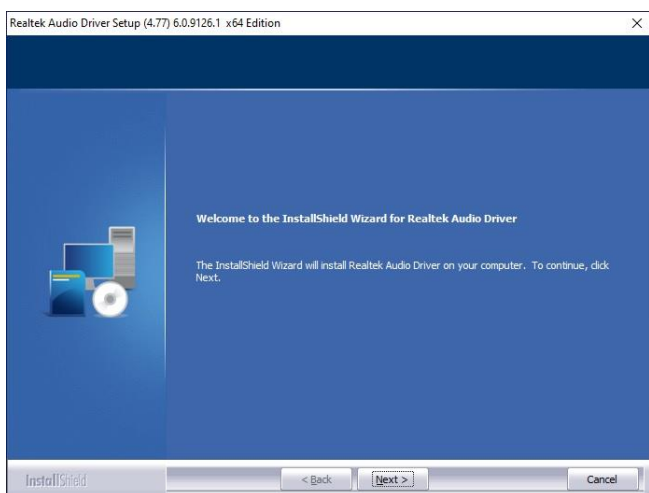 Realtek Audio Driver Setup (4.77) 6.0.9126.1 x64 Edition
Welcome to the InstallShield Wizard for Realtek Audio Driver
The InstallShield Wizard will install Realtek Audio Driver on your computer. To continue, click
Next.
InstallShield
< Back
Next >
Cancel